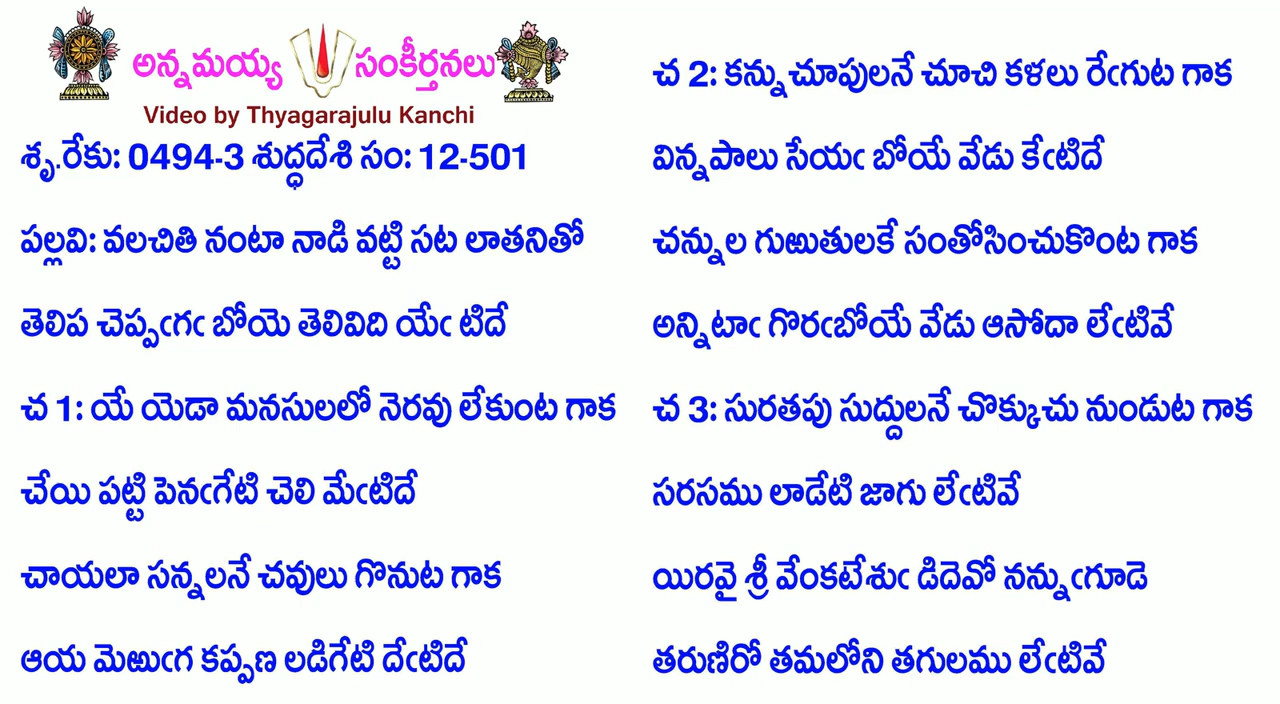 అన్నమయ్య సంకీర్తనలు
Video by Thyagarajulu Kanchi
శృ.రేకు: 0494-3 శుద్ధదేశి సం: 12-501
పల్లవి: వలచితి నంటా నాడి వట్టి సట లాతనితో
తెలిప చెప్పఁగఁ బోయె తెలివిది యేఁ టిదే
చ 1: యే యెడా మనసులలో నెరవు లేకుంట గాక
చేయి పట్టి పెనఁగేటి చెలి మేఁటిదే
చాయలా సన్నలనే చవులు గొనుట గాక
ఆయ మెఱుఁగ కప్పణ లడిగేటి దేఁటిదే
చ 2: కన్నుచూపులనే చూచి కళలు రేఁగుట గాక
విన్నపాలు సేయఁ బోయే వేడు కేఁటిదే
చన్నుల గుఱుతులకే సంతోసించుకొంట గాక
అన్నిటాఁ గొరఁబోయే వేడు ఆసోదా లేఁటివే
చ 3: సురతపు సుద్దులనే చొక్కుచు నుండుట గాక
సరసము లాడేటి జాగు లేఁటివే
యిరవై శ్రీ వేంకటేశుఁ డిదెవో నన్నుఁగూడె
తరుణిరో తమలోని తగులము లేఁటివే